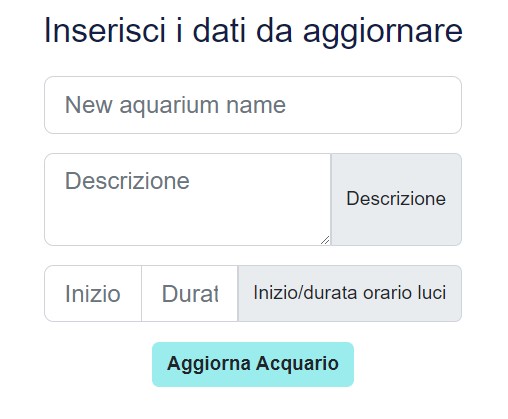 Inserisci i dati da aggiornare
New aquarium name
Descrizione Descrizione
Inizio Durat Inizio/durata orario luci
Aggiorna Acquario